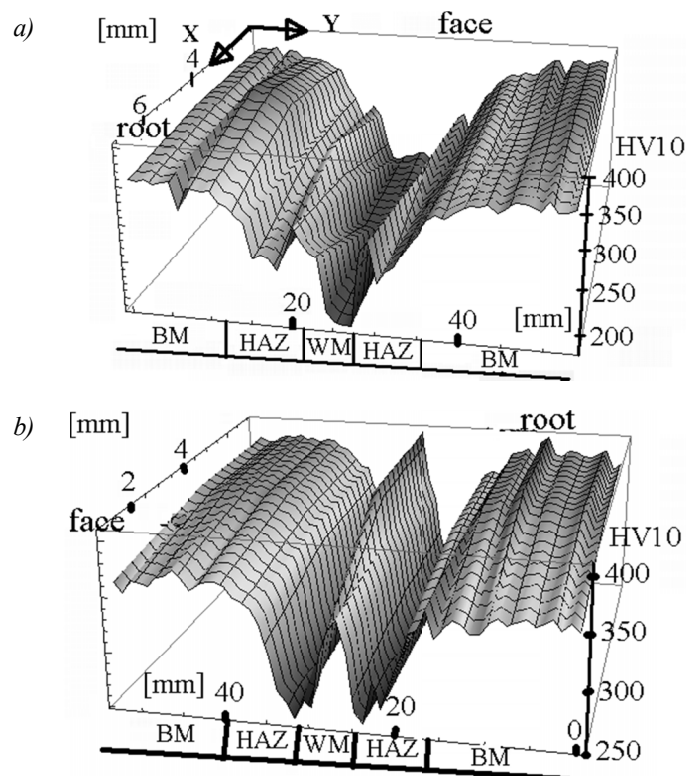 a) [mm] X Y face
4
6
root
HV10
400
350
300
250
200
20 40 [mm]
BM HAZ WM HAZ BM
b) [mm] root
4
2
face
HV10
400
350
300
250
[mm] 40 20 0
BM HAZ WM HAZ BM